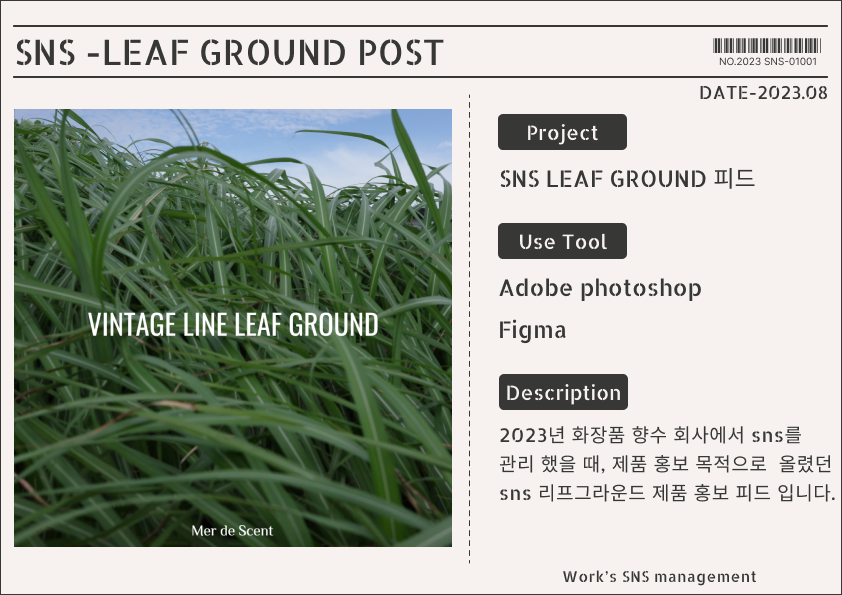 SNS -LEAF GROUND POST
NO.2023 SNS-01001
DATE-2023.08
VINTAGE LINE LEAF GROUND
Mer de Scent
Project
SNS LEAF GROUND 피드
Use Tool
Adobe photoshop
Figma
Description
2023년 화장품 향수 회사에서 sns를
관리 했을 때, 제품 홍보 목적으로 올렸던
sns 리프그라운드 제품 홍보 피드 입니다.
Work's SNS management